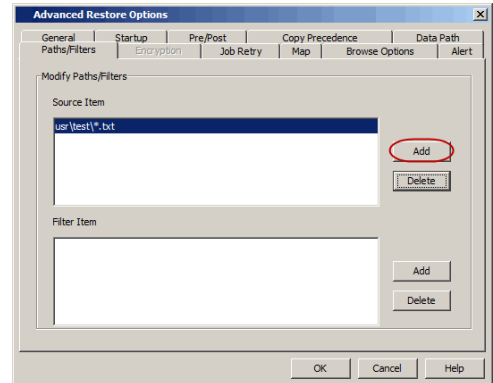 Advanced Restore Options
General Startup Pre/Post Copy Precedence Data Path
Paths/Filters Encryption Job Retry Map Browse Options Alert
Modify Paths/Filters
Source Item
usr\test\*.txt
Add
Delete
Filter Item
Add
Delete
OK Cancel Help